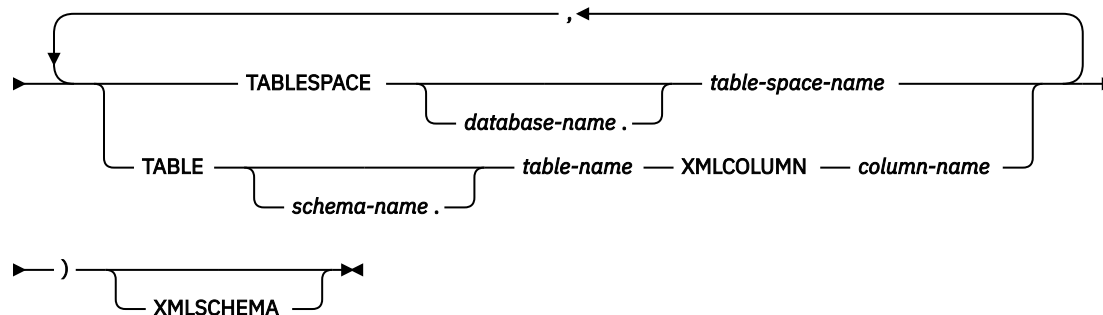 ,
TABLESPACE table-space-name
database-name .
TABLE table-name XMLCOLUMN column-name
schema-name .
)
XMLSCHEMA